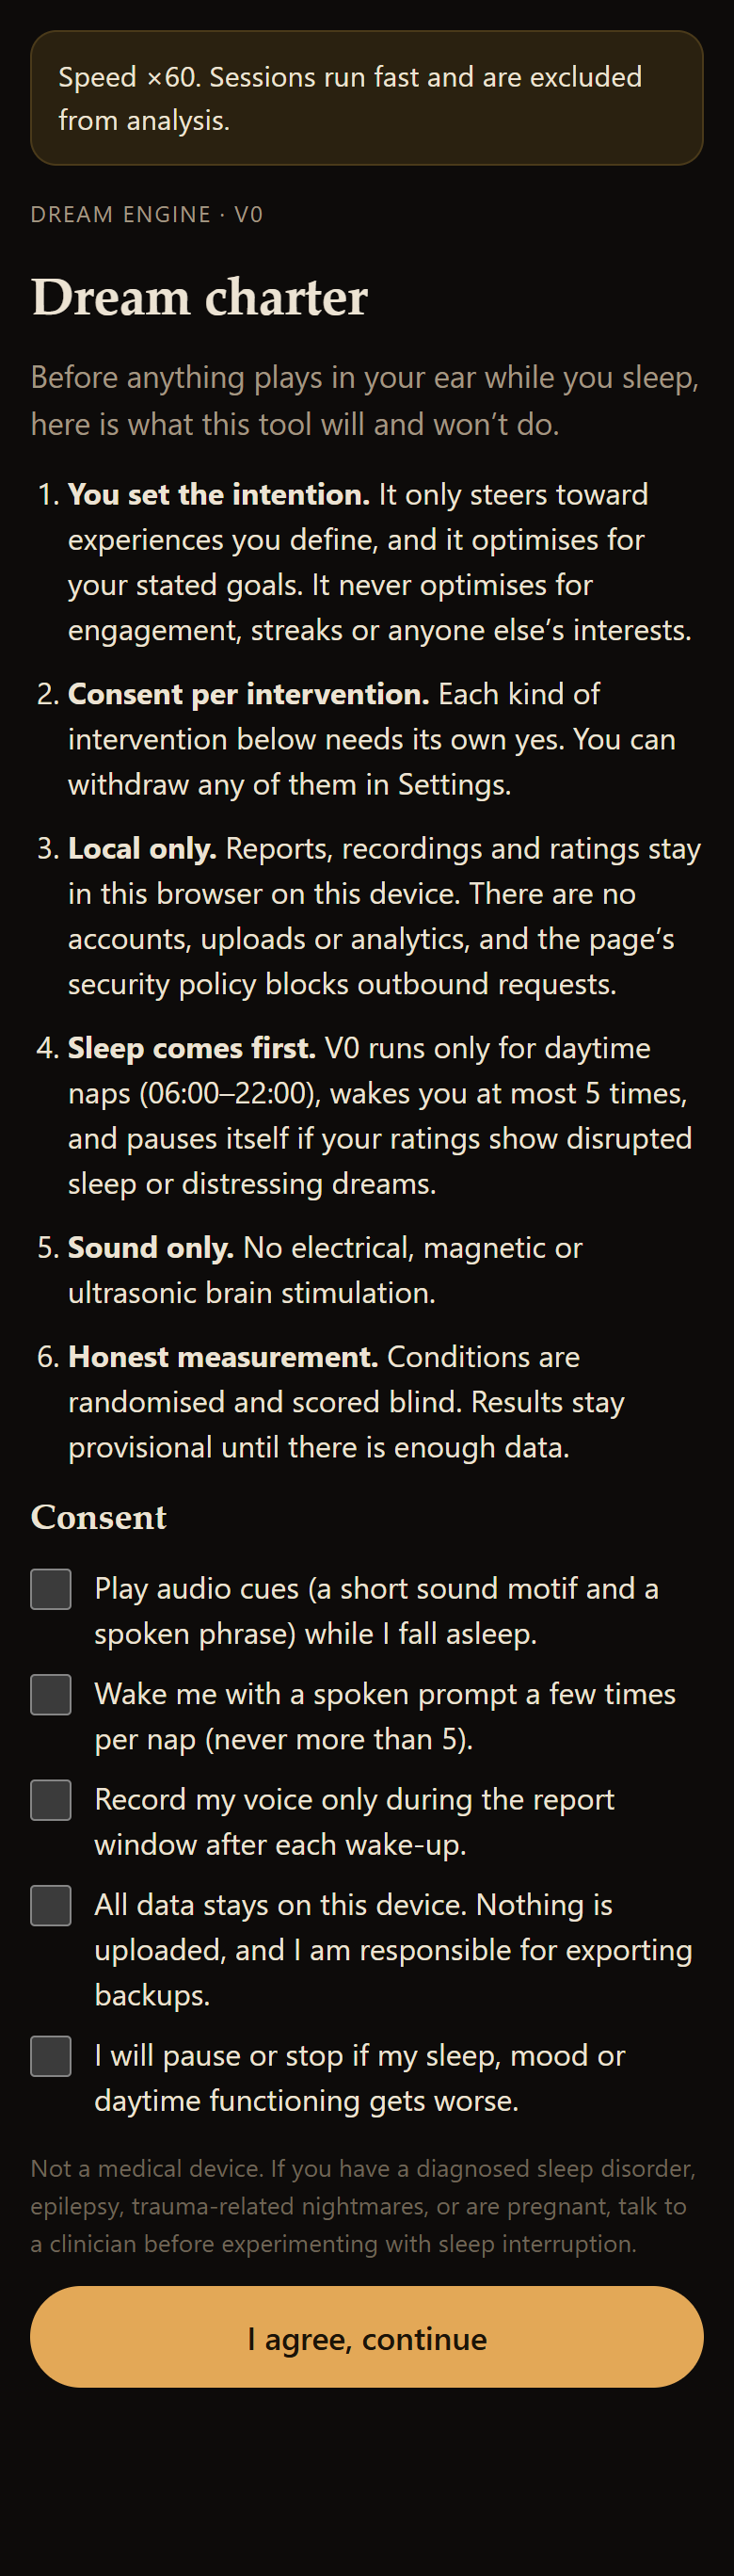 Speed ×60. Sessions run fast and are excluded
from analysis.
DREAM ENGINE · V0
Dream charter
Before anything plays in your ear while you sleep,
here is what this tool will and won’t do.
1. You set the intention. It only steers toward
experiences you define, and it optimises for
your stated goals. It never optimises for
engagement, streaks or anyone else’s interests.
2. Consent per intervention. Each kind of
intervention below needs its own yes. You can
withdraw any of them in Settings.
3. Local only. Reports, recordings and ratings stay
in this browser on this device. There are no
accounts, uploads or analytics, and the page’s
security policy blocks outbound requests.
4. Sleep comes first. V0 runs only for daytime
naps (06:00–22:00), wakes you at most 5 times,
and pauses itself if your ratings show disrupted
sleep or distressing dreams.
5. Sound only. No electrical, magnetic or
ultrasonic brain stimulation.
6. Honest measurement. Conditions are
randomised and scored blind. Results stay
provisional until there is enough data.
Consent
Play audio cues (a short sound motif and a
spoken phrase) while I fall asleep.
Wake me with a spoken prompt a few times
per nap (never more than 5).
Record my voice only during the report
window after each wake-up.
All data stays on this device. Nothing is
uploaded, and I am responsible for exporting
backups.
I will pause or stop if my sleep, mood or
daytime functioning gets worse.
Not a medical device. If you have a diagnosed sleep disorder,
epilepsy, trauma-related nightmares, or are pregnant, talk to
a clinician before experimenting with sleep interruption.
I agree, continue